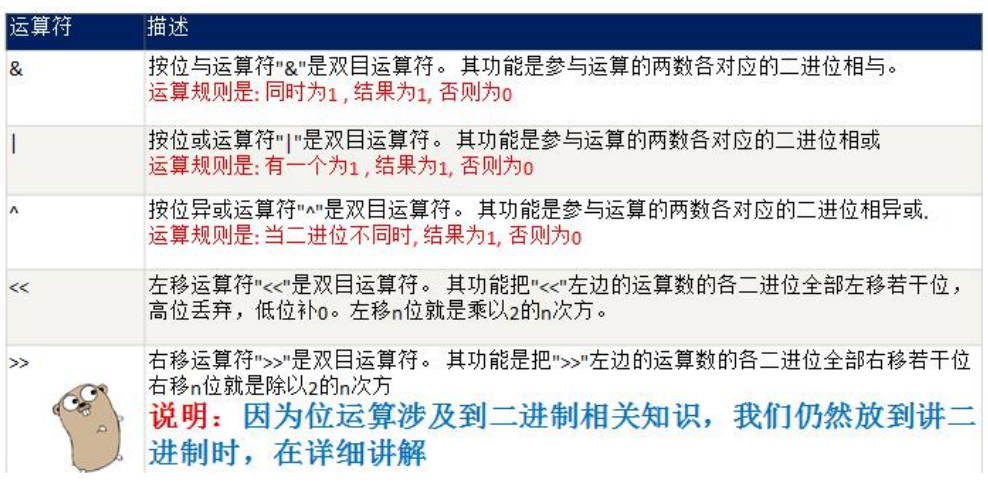 运算符 描述
& 按位与运算符"&"是双目运算符。 其功能是参与运算的两数各对应的二进位相与。
运算规则是: 同时为1 , 结果为1, 否则为0
| 按位或运算符"|"是双目运算符。 其功能是参与运算的两数各对应的二进位相或
运算规则是: 有一个为1 , 结果为1, 否则为0
^ 按位异或运算符"^"是双目运算符。 其功能是参与运算的两数各对应的二进位相异或.
运算规则是: 当二进位不同时, 结果为1, 否则为0
<< 左移运算符"<<"是双目运算符。 其功能把"<<"左边的运算数的各二进位全部左移若干位，
高位丢弃，低位补0。左移n位就是乘以2的n次方。
>> 右移运算符">>"是双目运算符。 其功能是把">>"左边的运算数的各二进位全部右移若干位
右移n位就是除以2的n次方
说明：因为位运算涉及到二进制相关知识，我们仍然放到讲二
进制时，在详细讲解